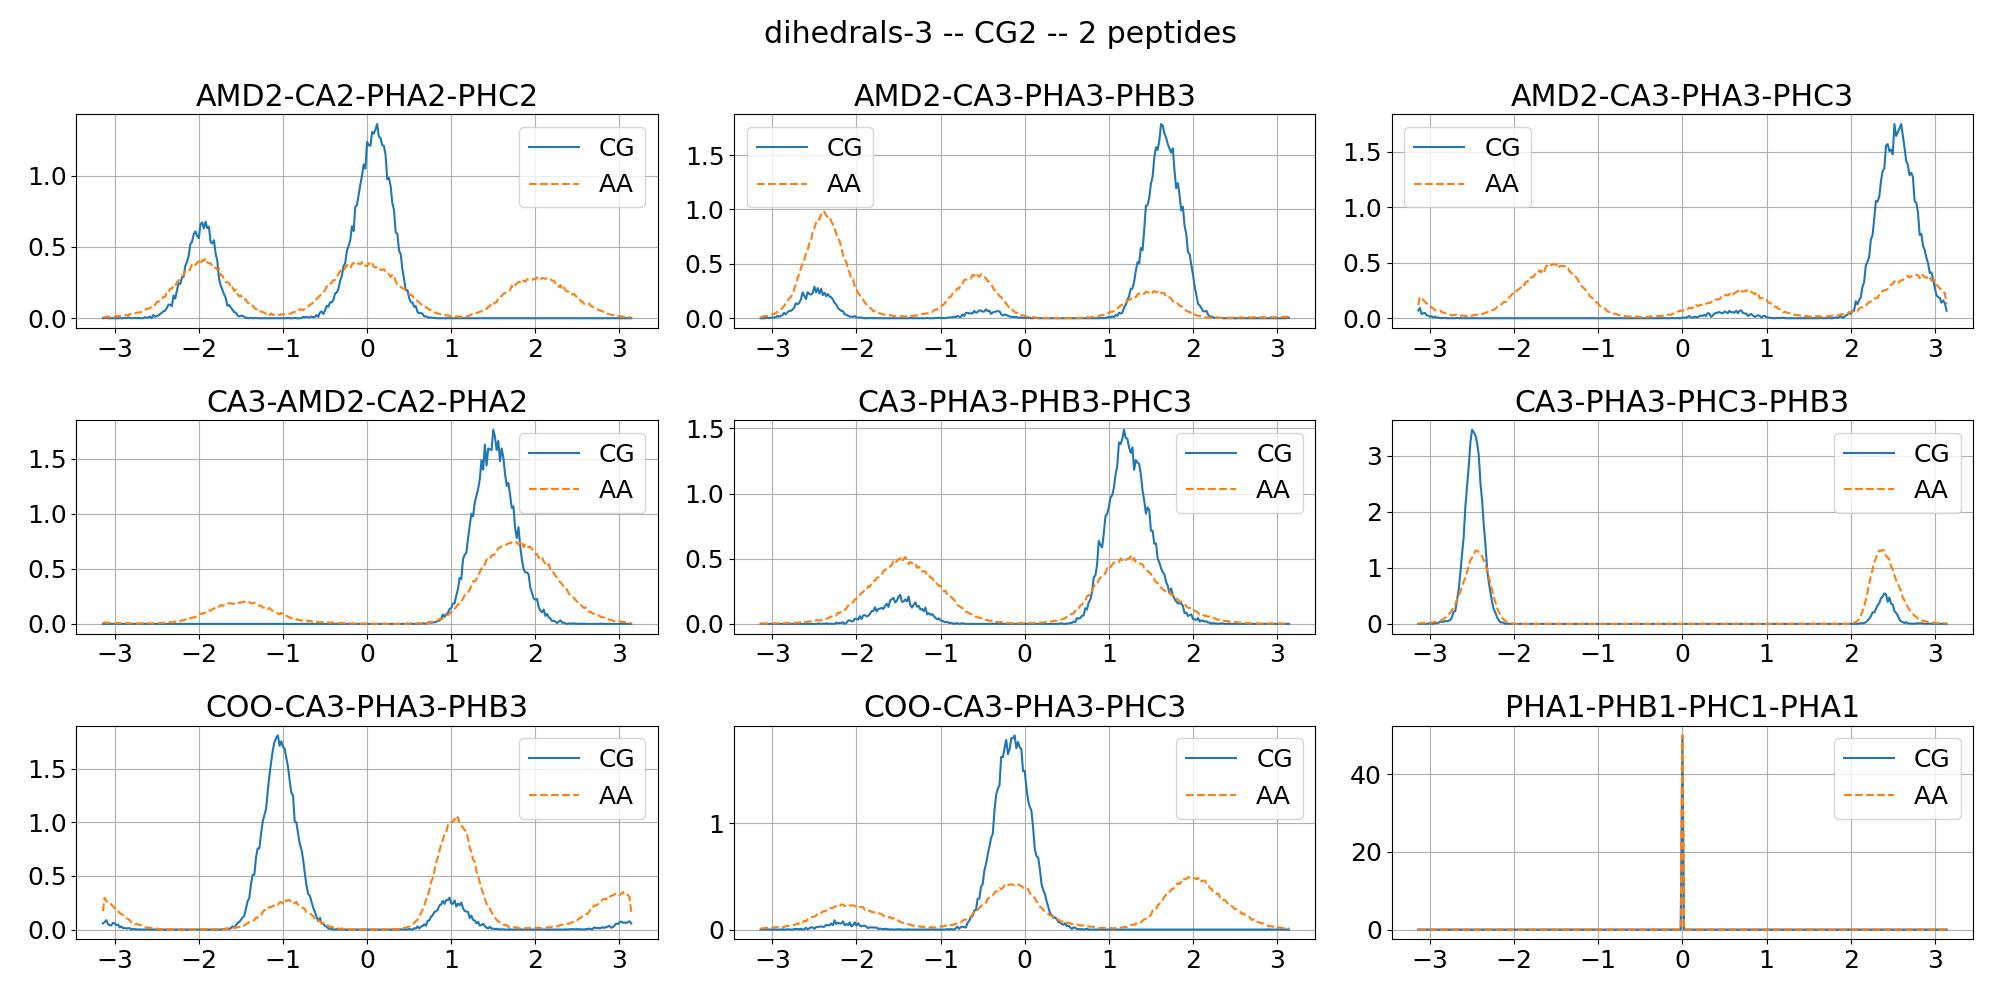 dihedrals-3 -- CG2 -- 2 peptides
AMD2-CA2-PHA2-PHC2
1.0
0.5
0.0
−3 −2 −1 0 1 2 3
CG
AA
AMD2-CA3-PHA3-PHB3
1.5
1.0
0.5
0.0
−3 −2 −1 0 1 2 3
CG
AA
AMD2-CA3-PHA3-PHC3
1.5
1.0
0.5
0.0
−3 −2 −1 0 1 2 3
CG
AA
CA3-AMD2-CA2-PHA2
1.5
1.0
0.5
0.0
−3 −2 −1 0 1 2 3
CG
AA
CA3-PHA3-PHB3-PHC3
1.5
1.0
0.5
0.0
−3 −2 −1 0 1 2 3
CG
AA
CA3-PHA3-PHC3-PHB3
3
2
1
0
−3 −2 −1 0 1 2 3
CG
AA
COO-CA3-PHA3-PHB3
1.5
1.0
0.5
0.0
−3 −2 −1 0 1 2 3
CG
AA
COO-CA3-PHA3-PHC3
1
0
−3 −2 −1 0 1 2 3
CG
AA
PHA1-PHB1-PHC1-PHA1
40
20
0
−3 −2 −1 0 1 2 3
CG
AA